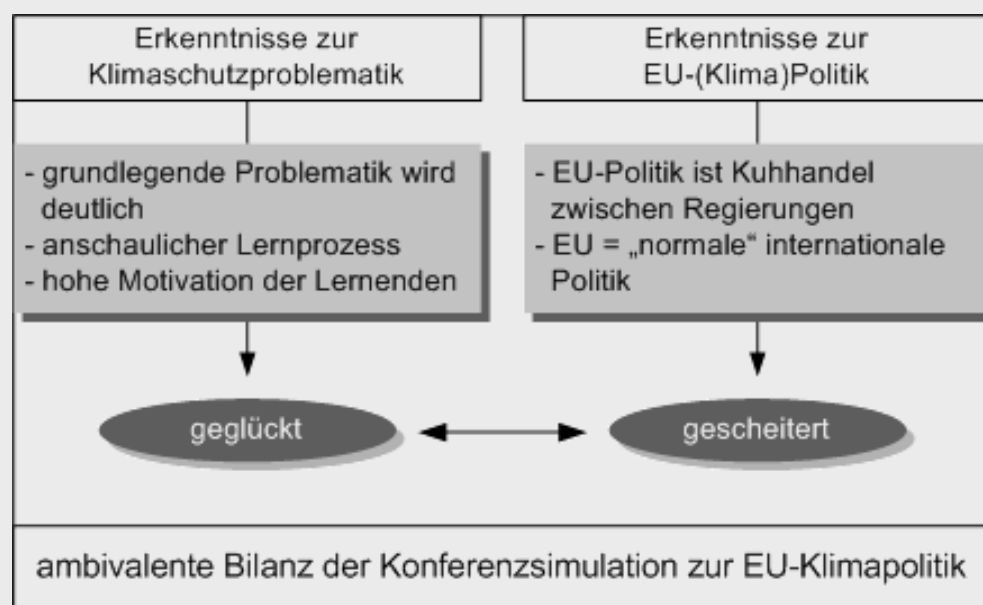 Erkenntnisse zur
Klimaschutzproblematik
- grundlegende Problematik wird
deutlich
- anschaulicher Lernprozess
- hohe Motivation der Lernenden
geglückt
Erkenntnisse zur
EU-(Klima)Politik
- EU-Politik ist Kuhhandel
zwischen Regierungen
- EU = „normale“ internationale
Politik
gescheitert
ambivalente Bilanz der Konferenzsimulation zur EU-Klimapolitik